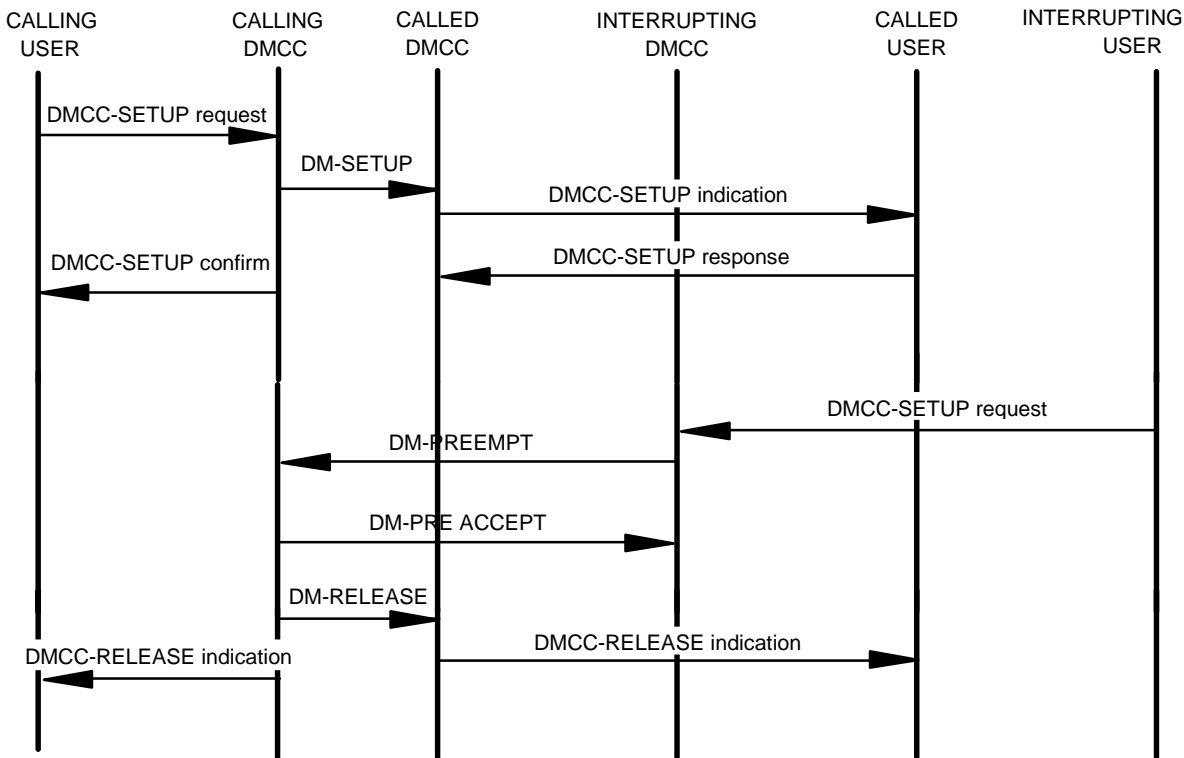 CALLING
USER
CALLING
DMCC
CALLED
DMCC
INTERRUPTING
DMCC
CALLED
USER
INTERRUPTING
USER
DMCC-SETUP request
DM-SETUP
DMCC-SETUP indication
DMCC-SETUP response
DMCC-SETUP confirm
DMCC-SETUP request
DM-PREEMPT
DM-PRE ACCEPT
DM-RELEASE
DMCC-RELEASE indication
DMCC-RELEASE indication